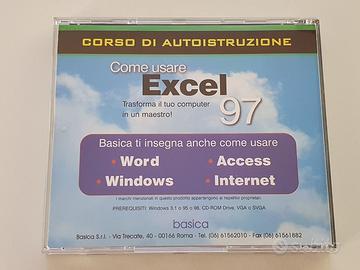 CORSO DI AUTOISTRUZIONE
Come usare
Excel
97
Trasforma il tuo computer
in un maestro!
Basica ti insegna anche come usare
• Word • Access
• Windows • Internet
I marchi menzionati in questo prodotto appartengono ai rispettivi proprietari.
PREREQUISITI: Windows 3.1 o 95 o 98, CD-ROM Drive, VGA o SVGA
basica
Basica S.r.l. - Via Trecate, 40 - 00166 Roma - Tel. (06) 61562010 - Fax (06) 61561882
subito